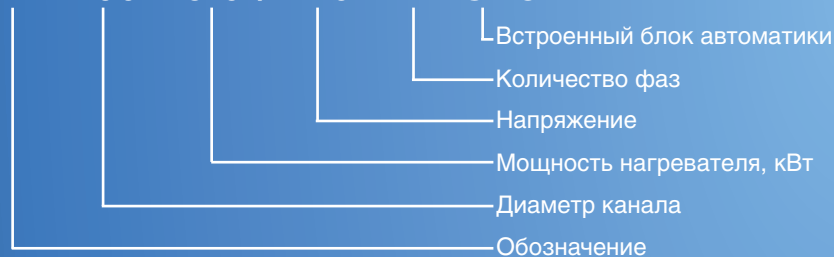 Встроенный блок автоматики
Количество фаз
Напряжение
Мощность нагревателя, кВт
Диаметр канала
Обозначение